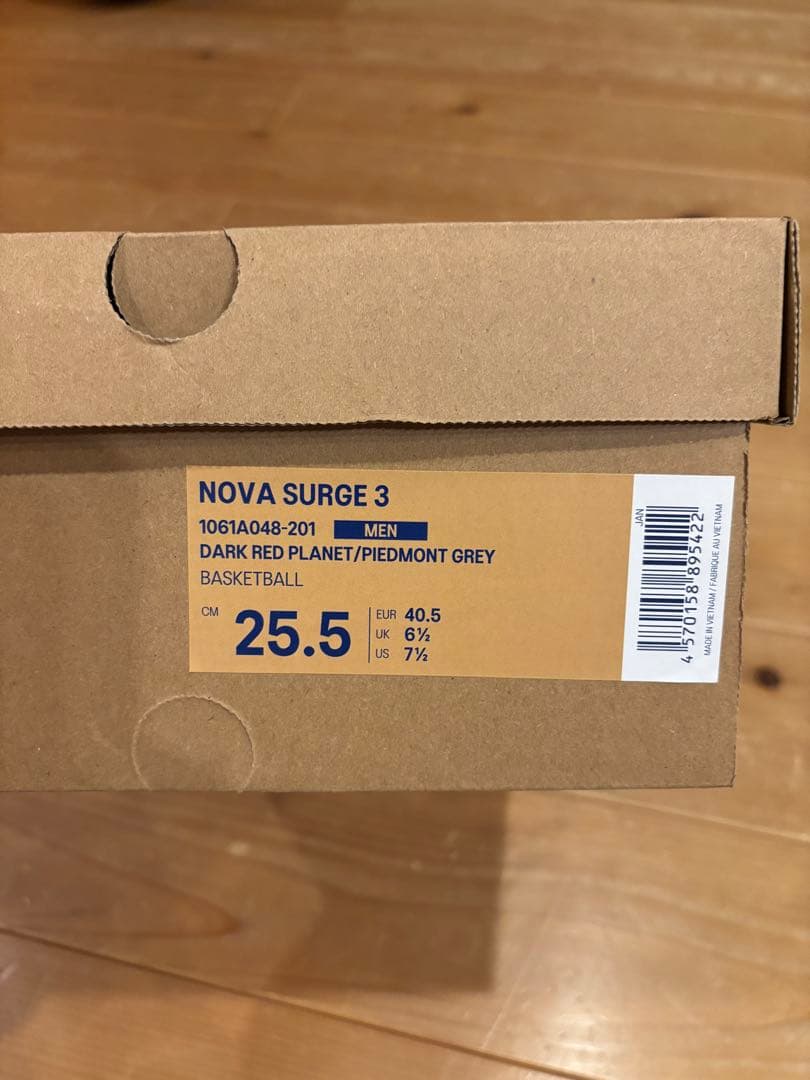 NOVA SURGE 3
1061A048-201 MEN
DARK RED PLANET/PIEDMONT GREY
BASKETBALL
CM 25.5
EUR 40.5
UK 6½
US 7½
JAN
4 570158 895422
MADE IN VIETNAM / FABRIQUE AU VIETNAM